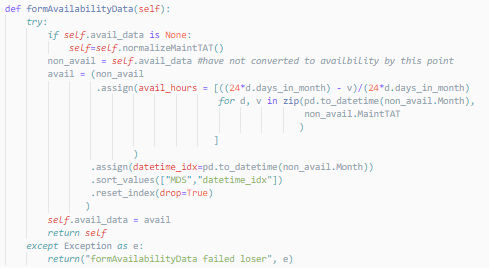 def formAvailabilityData(self):
try:
if self.avail_data is None:
self=self.normalizeMaintTAT()
non_avail = self.avail_data #have not converted to availbility by this point
avail = (non_avail
.assign(avail_hours = [((24*d.days_in_month) - v)/(24*d.days_in_month)
for d, v in zip(pd.to_datetime(non_avail.Month),
non_avail.MaintTAT
)
]
)
.assign(datetime_idx=pd.to_datetime(non_avail.Month))
.sort_values(["MDS","datetime_idx"])
.reset_index(drop=True)
)
self.avail_data = avail
return self
except Exception as e:
return("formAvailabilityData failed loser", e)